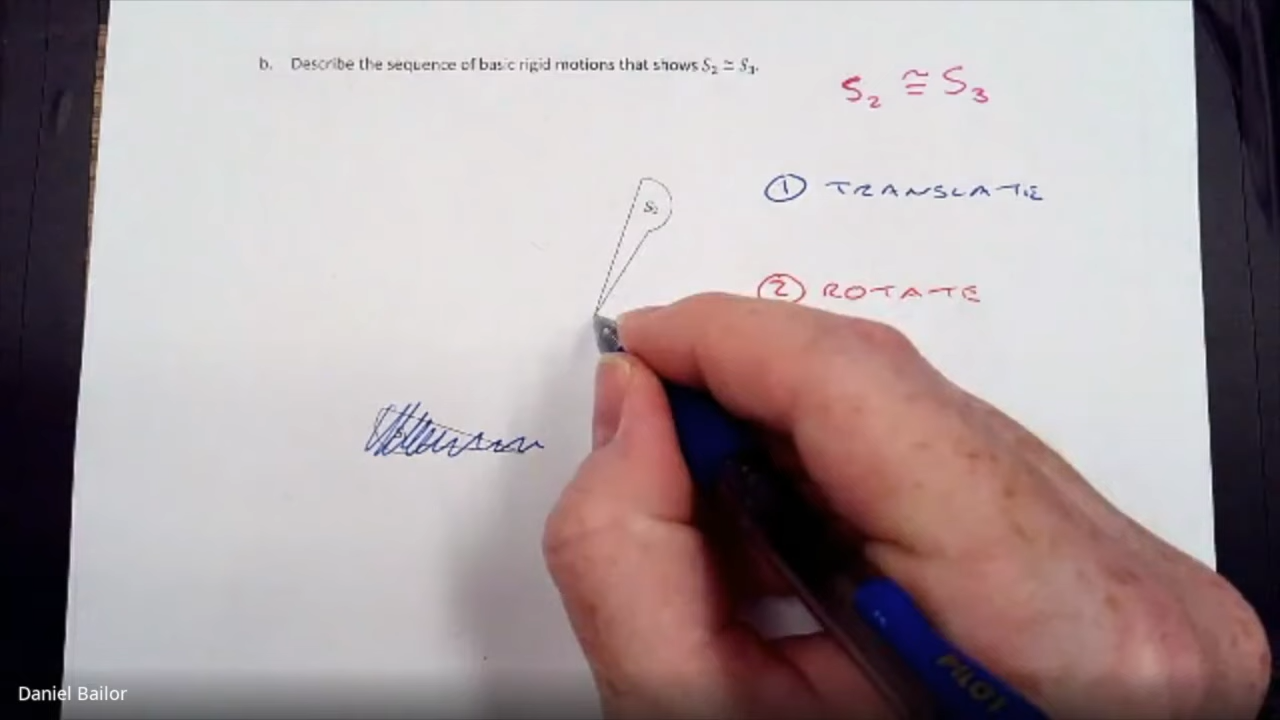 b. Describe the sequence of basic rigid motions that shows S₂ ≅ S₃.
S₂ ≅ S₃
① TRANSLATE
S₂
② ROTATE
PILOT
Daniel Bailor